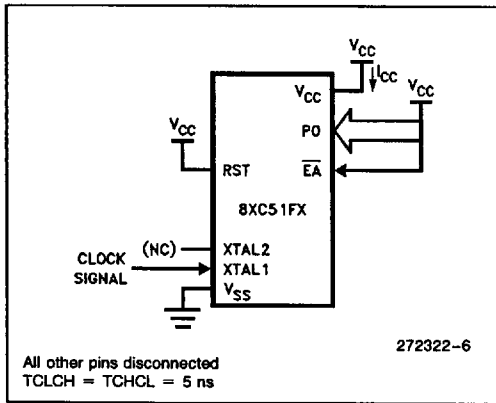 VCC
ICC
VCC
VCC
VCC
P0
EA
RST
8XC51FX
(NC)
XTAL2
CLOCK
SIGNAL
XTAL1
VSS
272322-6
All other pins disconnected
TCLCH = TCHCL = 5 ns